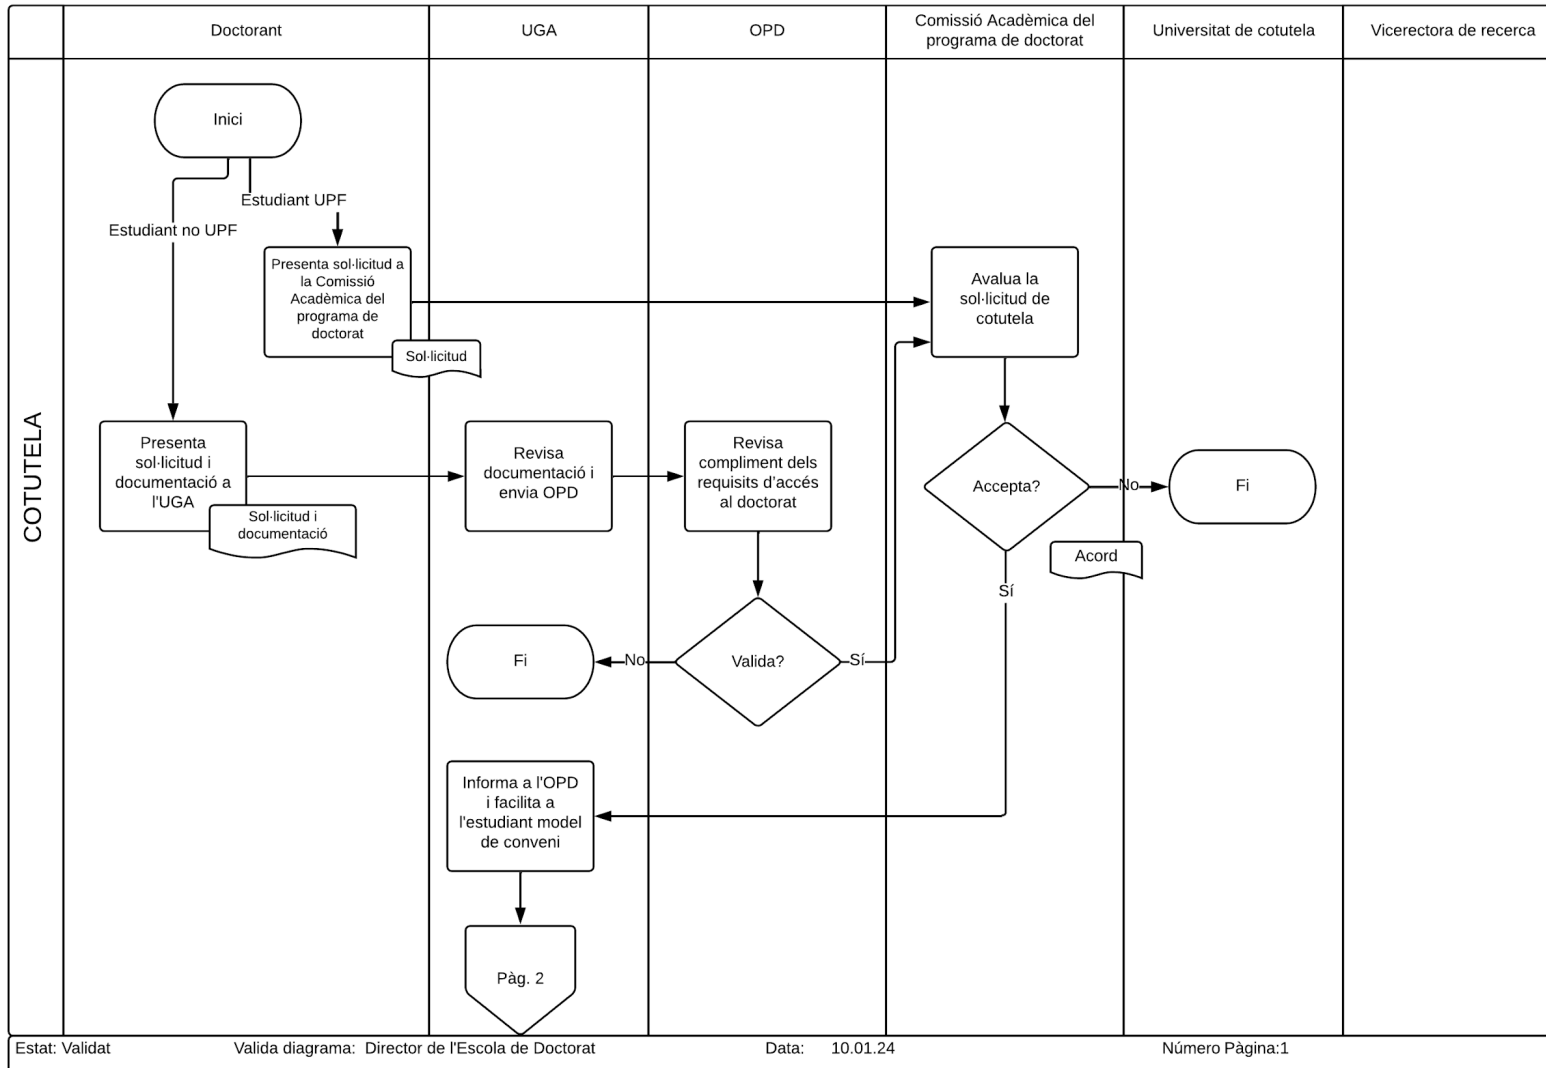 Doctorant
UGA
OPD
Comissió Acadèmica del
programa de doctorat
Universitat de cotutela
Vicerectora de recerca
COTUTELA
Inici
Estudiant UPF
Estudiant no UPF
Presenta sol·licitud a
la Comissió
Acadèmica del
programa de
doctorat
Sol·licitud
Avalua la
sol·licitud de
cotutela
Presenta
sol·licitud i
documentació a
l'UGA
Sol·licitud i
documentació
Revisa
documentació i
envia OPD
Revisa
compliment dels
requisits d’accés
al doctorat
Accepta?
No
Fi
Acord
Sí
Fi
No
Valida?
Sí
Informa a l'OPD
i facilita a
l'estudiant model
de conveni
Pàg. 2
Estat: Validat
Valida diagrama: Director de l'Escola de Doctorat
Data: 10.01.24
Número Pàgina:1